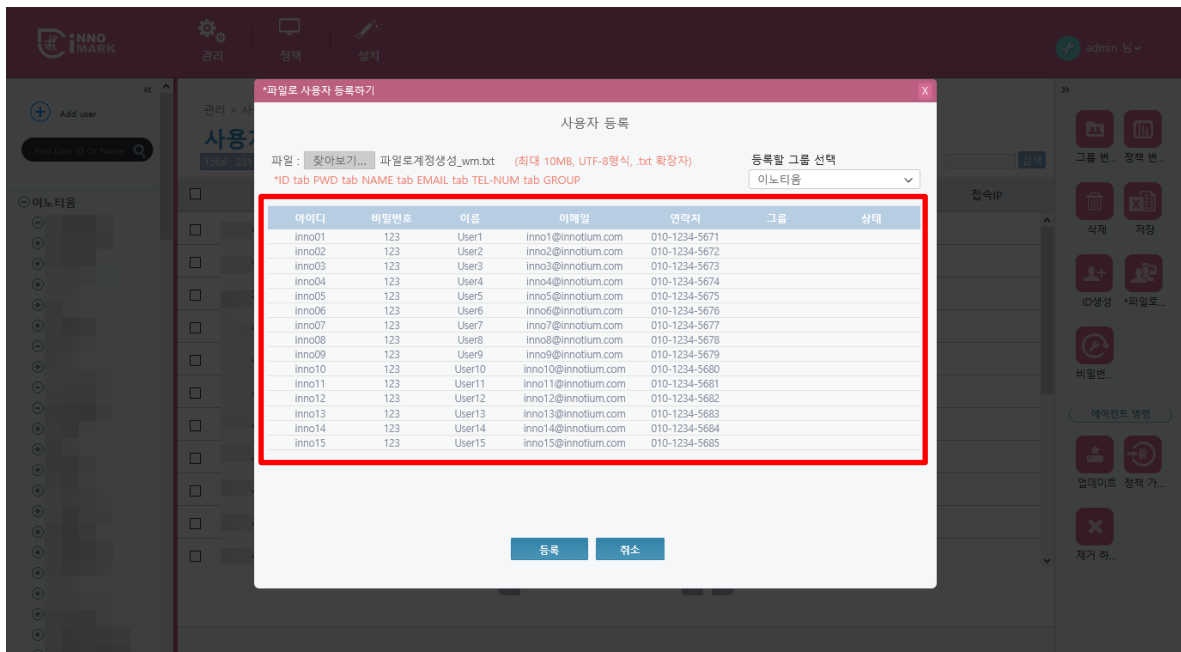 INNO
MARK
관리
정책
설치
admin 님
«
Add user
Find User ID Or Name
이노티움
관리 > 사
사용
Total : 231
검색
접속IP
*파일로 사용자 등록하기
X
사용자 등록
파일 : 찾아보기... 파일로계정생성_wm.txt (최대 10MB, UTF-8형식, .txt 확장자)
*ID tab PWD tab NAME tab EMAIL tab TEL-NUM tab GROUP
등록할 그룹 선택
이노티움
아이디 비밀번호 이름 이메일 연락처 그룹 상태
inno01 123 User1 inno1@innotium.com 010-1234-5671
inno02 123 User2 inno2@innotium.com 010-1234-5672
inno03 123 User3 inno3@innotium.com 010-1234-5673
inno04 123 User4 inno4@innotium.com 010-1234-5674
inno05 123 User5 inno5@innotium.com 010-1234-5675
inno06 123 User6 inno6@innotium.com 010-1234-5676
inno07 123 User7 inno7@innotium.com 010-1234-5677
inno08 123 User8 inno8@innotium.com 010-1234-5678
inno09 123 User9 inno9@innotium.com 010-1234-5679
inno10 123 User10 inno10@innotium.com 010-1234-5680
inno11 123 User11 inno11@innotium.com 010-1234-5681
inno12 123 User12 inno12@innotium.com 010-1234-5682
inno13 123 User13 inno13@innotium.com 010-1234-5683
inno14 123 User14 inno14@innotium.com 010-1234-5684
inno15 123 User15 inno15@innotium.com 010-1234-5685
등록 취소
»
그룹 변... 정책 변...
삭제 저장
ID생성 *파일로...
비밀번...
에이전트 명령
업데이트 정책 가...
제거 하...